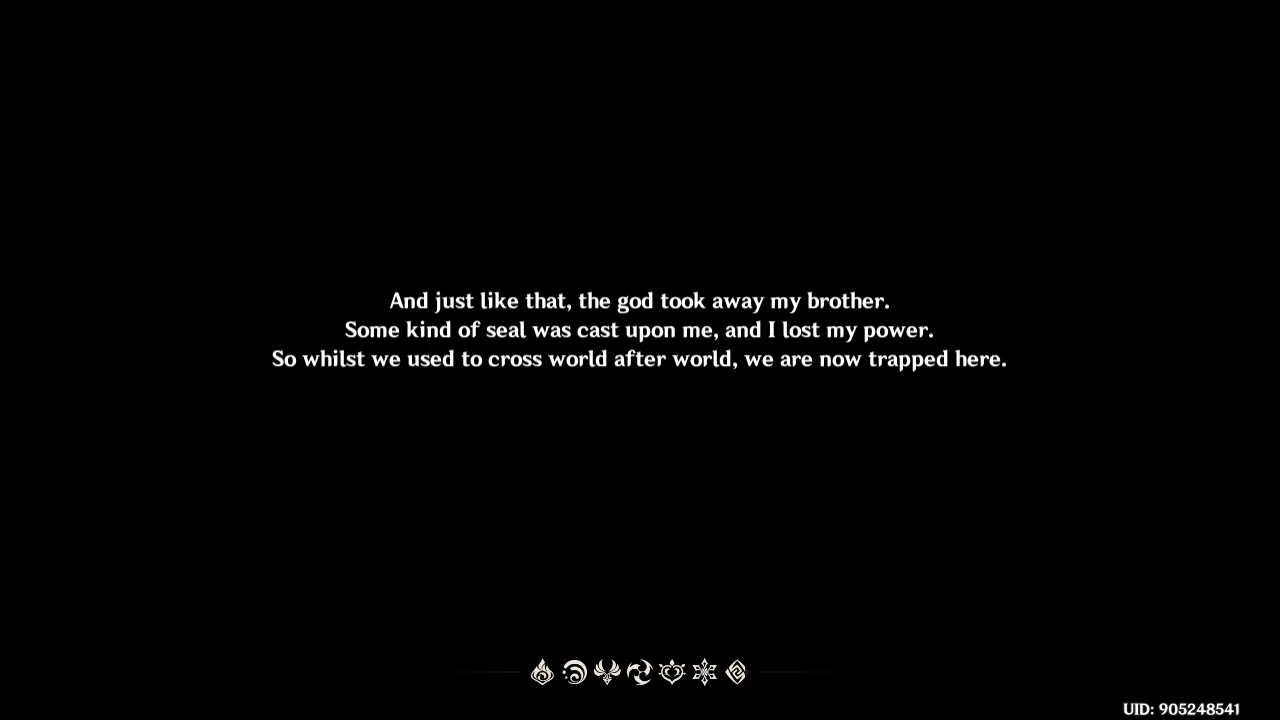 And just like that, the god took away my brother.
Some kind of seal was cast upon me, and I lost my power.
So whilst we used to cross world after world, we are now trapped here.
UID: 905248541